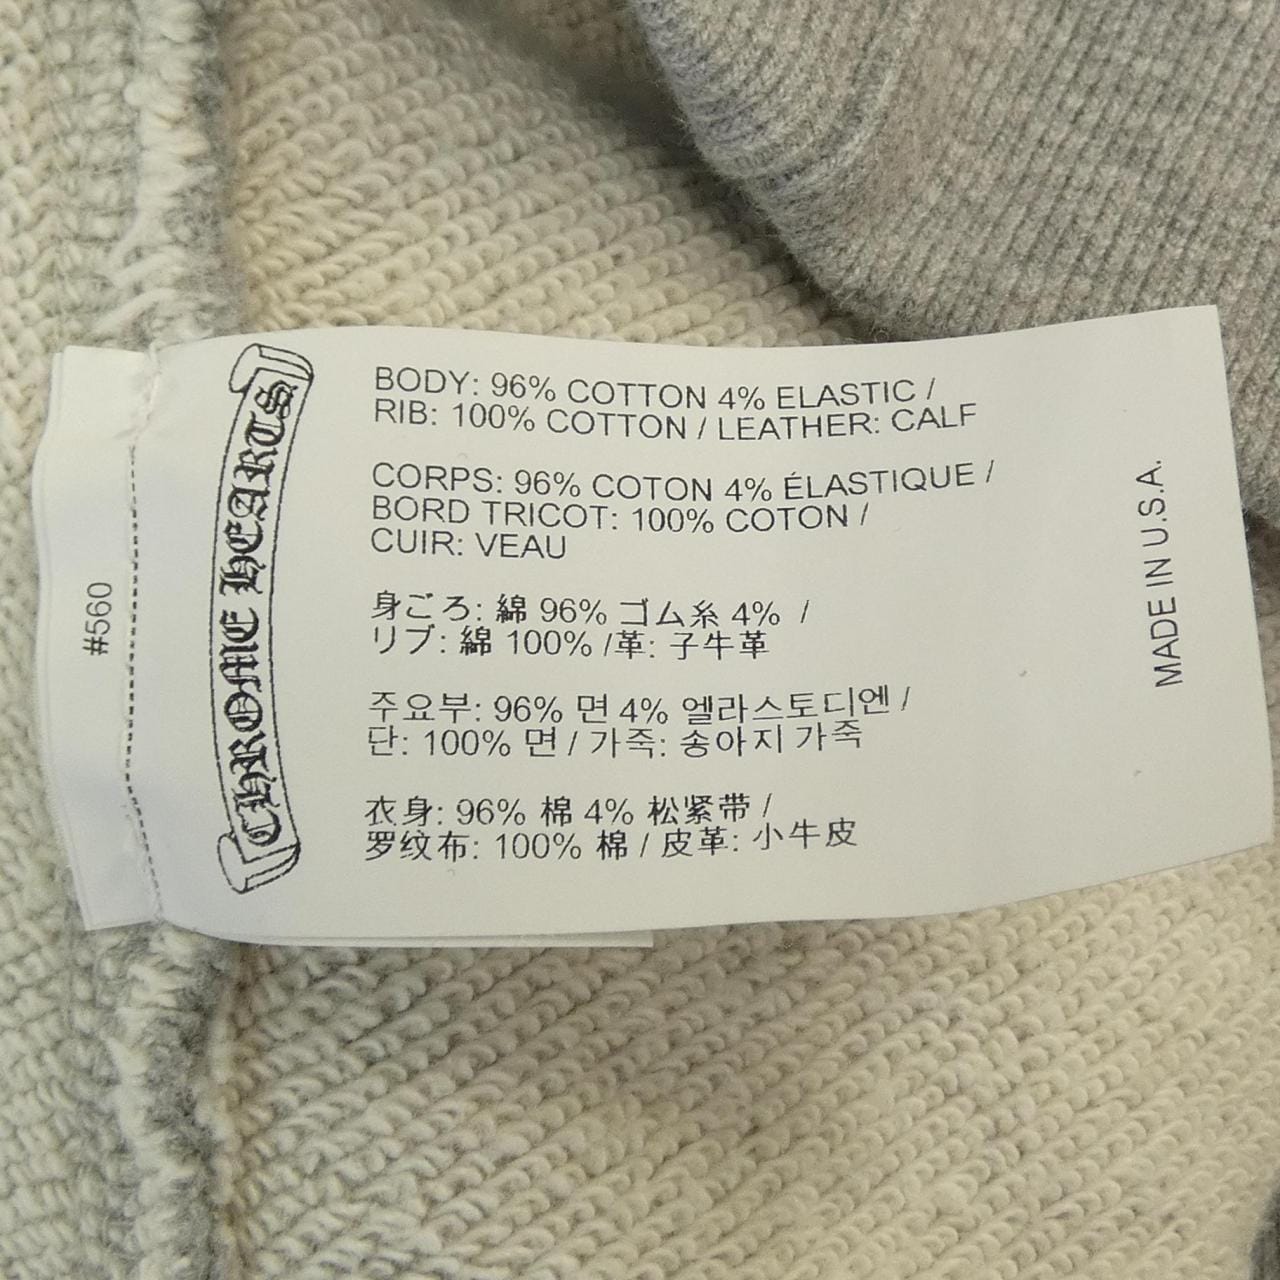 #560
CHROME HEARTS
BODY: 96% COTTON 4% ELASTIC /
RIB: 100% COTTON / LEATHER: CALF
CORPS: 96% COTON 4% ÉLASTIQUE /
BORD TRICOT: 100% COTON /
CUIR: VEAU
身ごろ: 綿 96% ゴム糸 4% /
リブ: 綿 100% /革: 子牛革
주요부: 96% 면 4% 엘라스토디엔 /
단: 100% 면 / 가죽: 송아지 가죽
衣身: 96% 棉 4% 松紧带 /
罗纹布: 100% 棉 / 皮革: 小牛皮
MADE IN U.S.A.